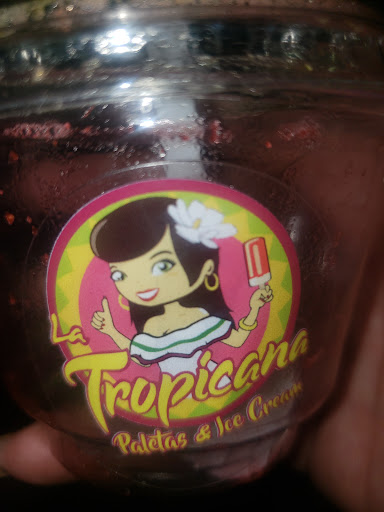 La
Tropicana
Paletas & Ice Cream